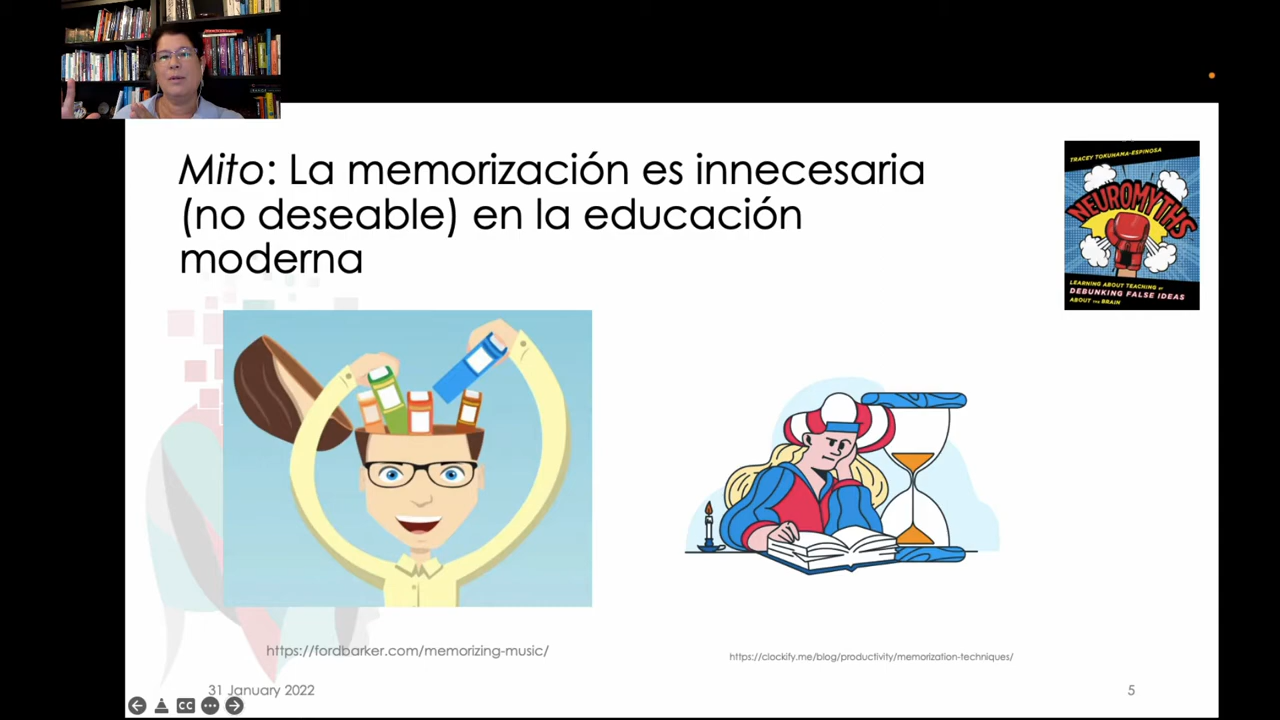 Mito: La memorización es innecesaria
(no deseable) en la educación
moderna
TRACEY TOKUHAMA-ESPINOSA
NEUROMYTHS
LEARNING ABOUT TEACHING BY
DEBUNKING FALSE IDEAS
ABOUT THE BRAIN
https://fordbarker.com/memorizing-music/
https://clockify.me/blog/productivity/memorization-techniques/
31 January 2022
5
CC